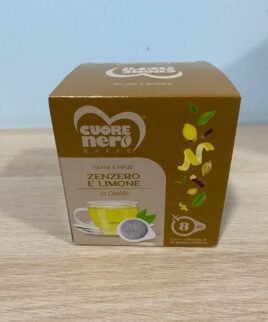 CUORE
nero
CAFFÈ
TISANE E INFUSI
ZENZERO
E LIMONE
in Cialda
8